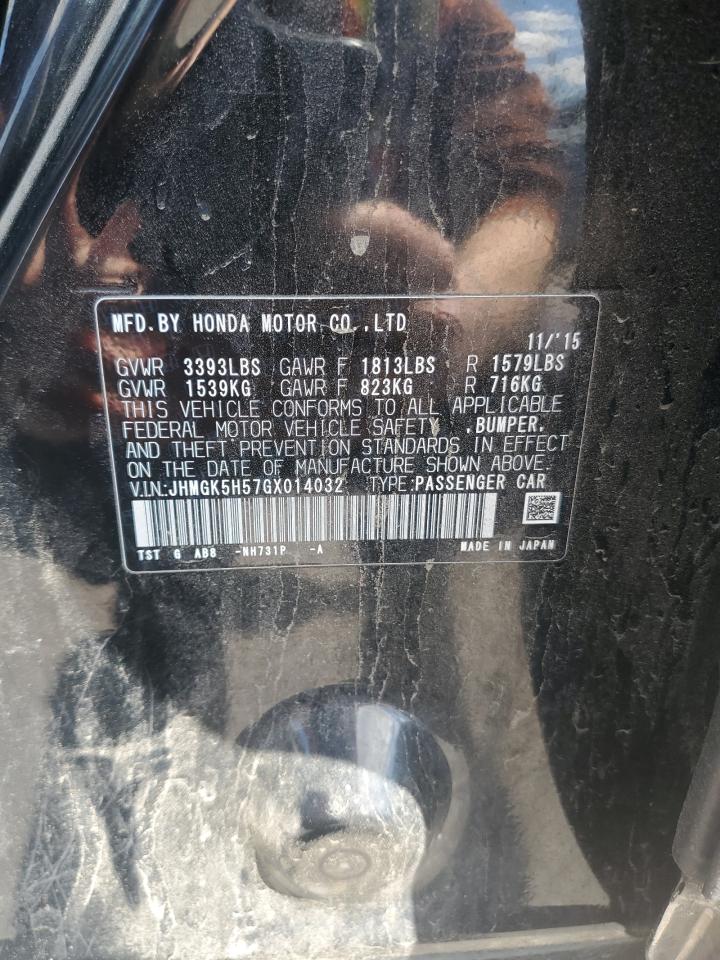 MFD.BY HONDA MOTOR CO.,LTD
11/'15
GVWR 3393LBS GAWR F 1813LBS R 1579LBS
GVWR 1539KG GAWR F 823KG R 716KG
THIS VEHICLE CONFORMS TO ALL APPLICABLE
FEDERAL MOTOR VEHICLE SAFETY ,BUMPER,
AND THEFT PREVENTION STANDARDS IN EFFECT
ON THE DATE OF MANUFACTURE SHOWN ABOVE.
V.I.N:JHMGK5H57GX014032 TYPE:PASSENGER CAR
TST G AB8 -NH731P -A MADE IN JAPAN